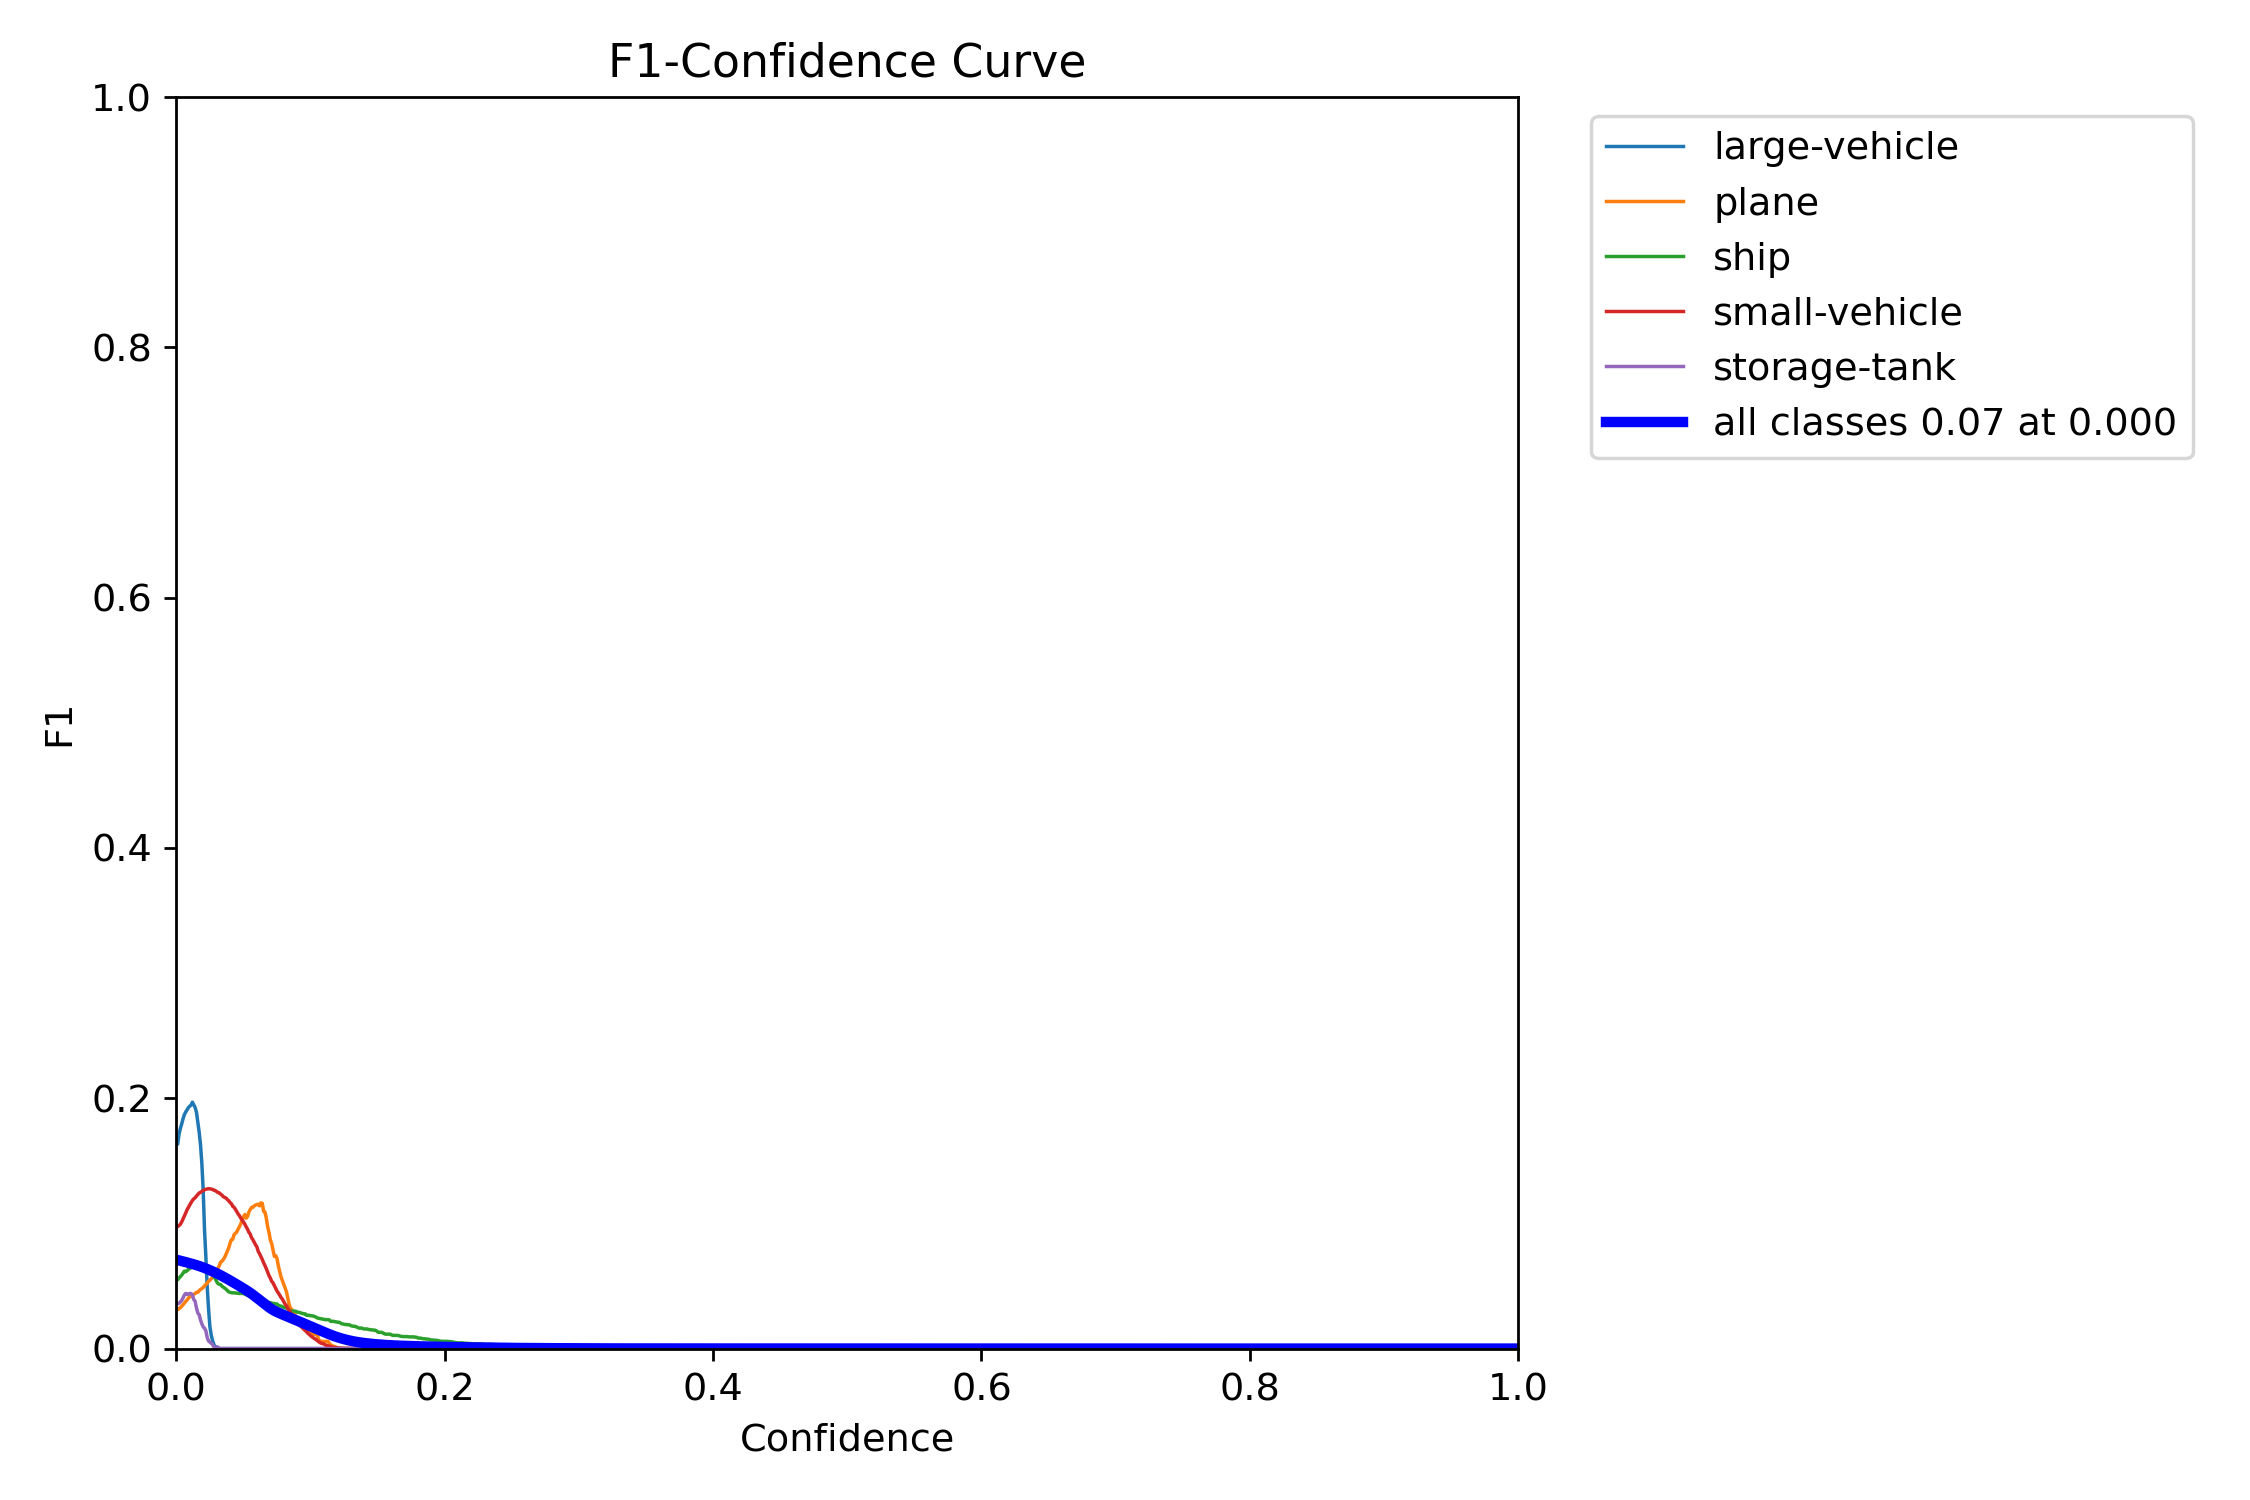 F1-Confidence Curve
1.0
0.8
0.6
0.4
0.2
0.0
F1
0.0 0.2 0.4 0.6 0.8 1.0
Confidence
large-vehicle
plane
ship
small-vehicle
storage-tank
all classes 0.07 at 0.000